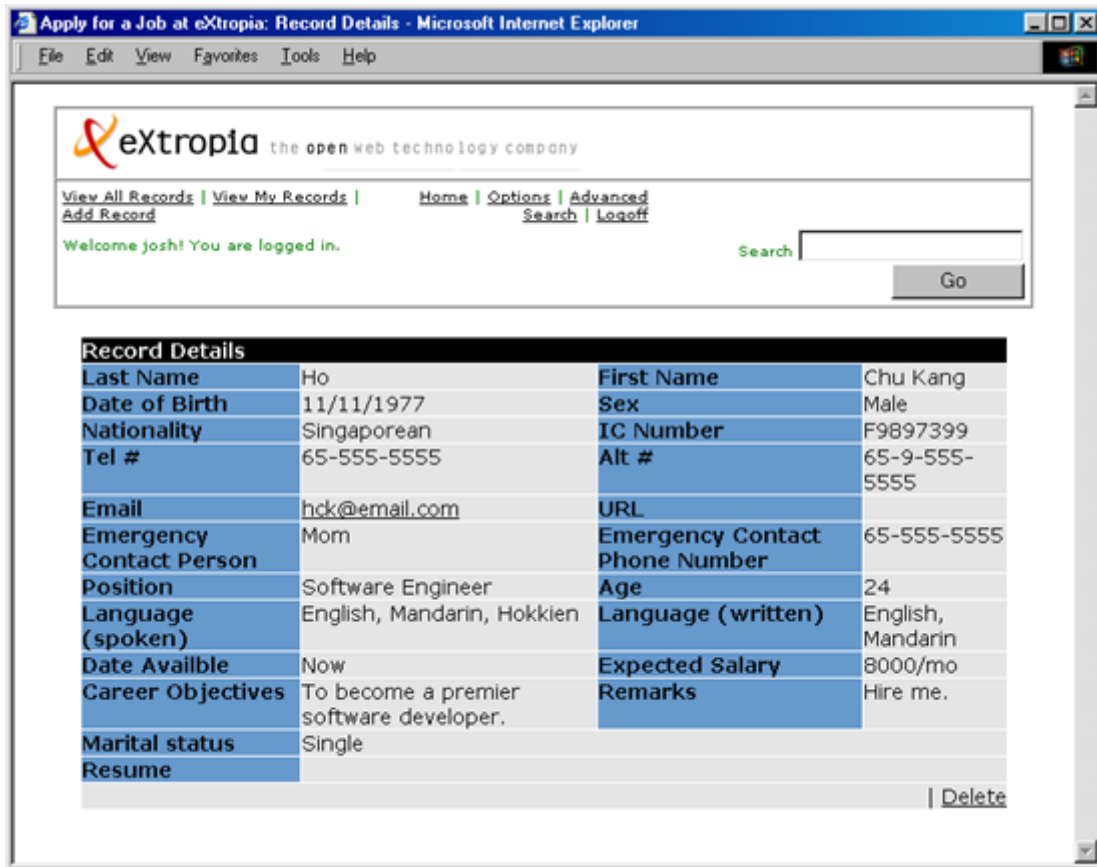 Apply for a Job at eXtropia: Record Details - Microsoft Internet Explorer
File Edit View Favorites Tools Help
eXtropia the open web technology company
View All Records | View My Records | Home | Options | Advanced
Add Record Search | Logoff
Welcome josh! You are logged in.
Search
Go
Record Details
Last Name Ho First Name Chu Kang
Date of Birth 11/11/1977 Sex Male
Nationality Singaporean IC Number F9897399
Tel # 65-555-5555 Alt # 65-9-555-
5555
Email hck@email.com URL
Emergency Mom Emergency Contact 65-555-5555
Contact Person Phone Number
Position Software Engineer Age 24
Language English, Mandarin, Hokkien Language (written) English,
(spoken) Mandarin
Date Availble Now Expected Salary 8000/mo
Career Objectives To become a premier Remarks Hire me.
software developer.
Marital status Single
Resume
| Delete